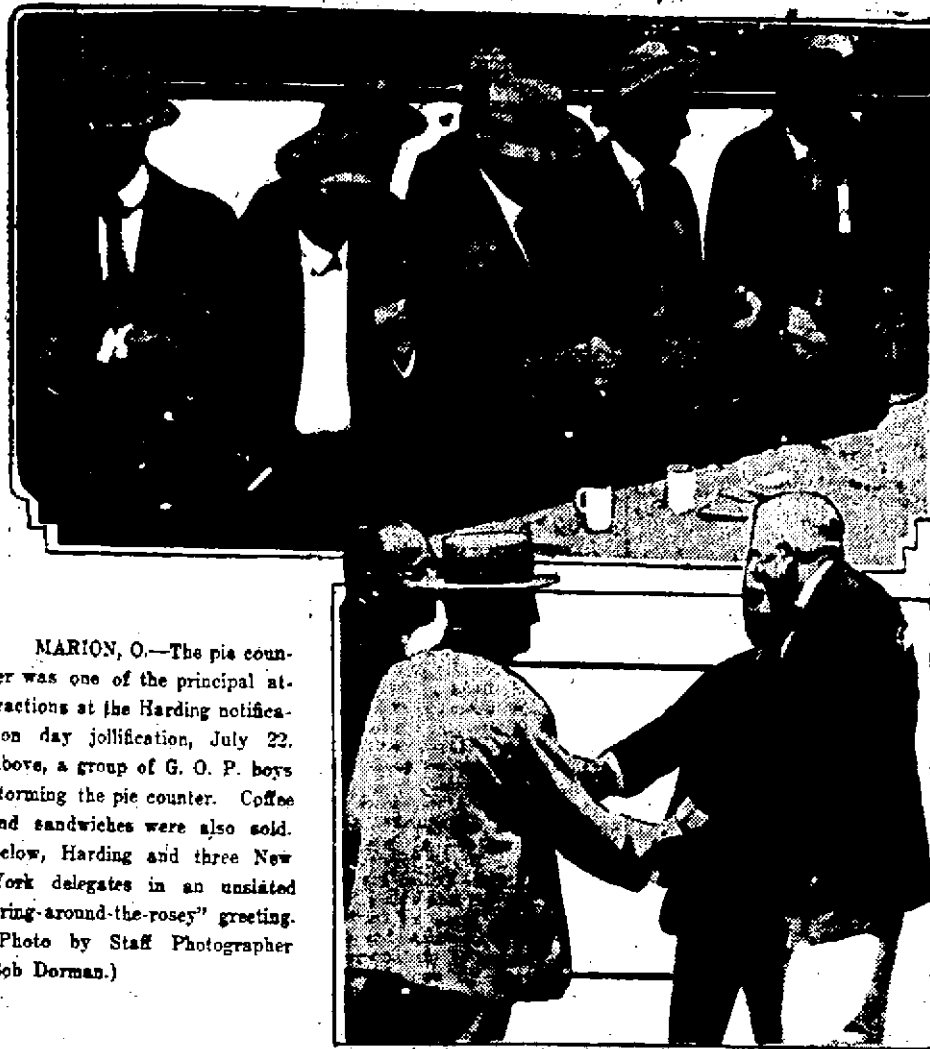 MARION, O.—The pie coun-
er was one of the principal at-
ractions at the Harding notifica-
on day jollification, July 22.
bove, a group of G. O. P. boys
torming the pie counter. Coffee
nd sandwiches were also sold.
elow, Harding and three New
York delegates in an unslated
ring-around-the-rosey” greeting.
Photo by Staff Photographer
ob Dorman.)